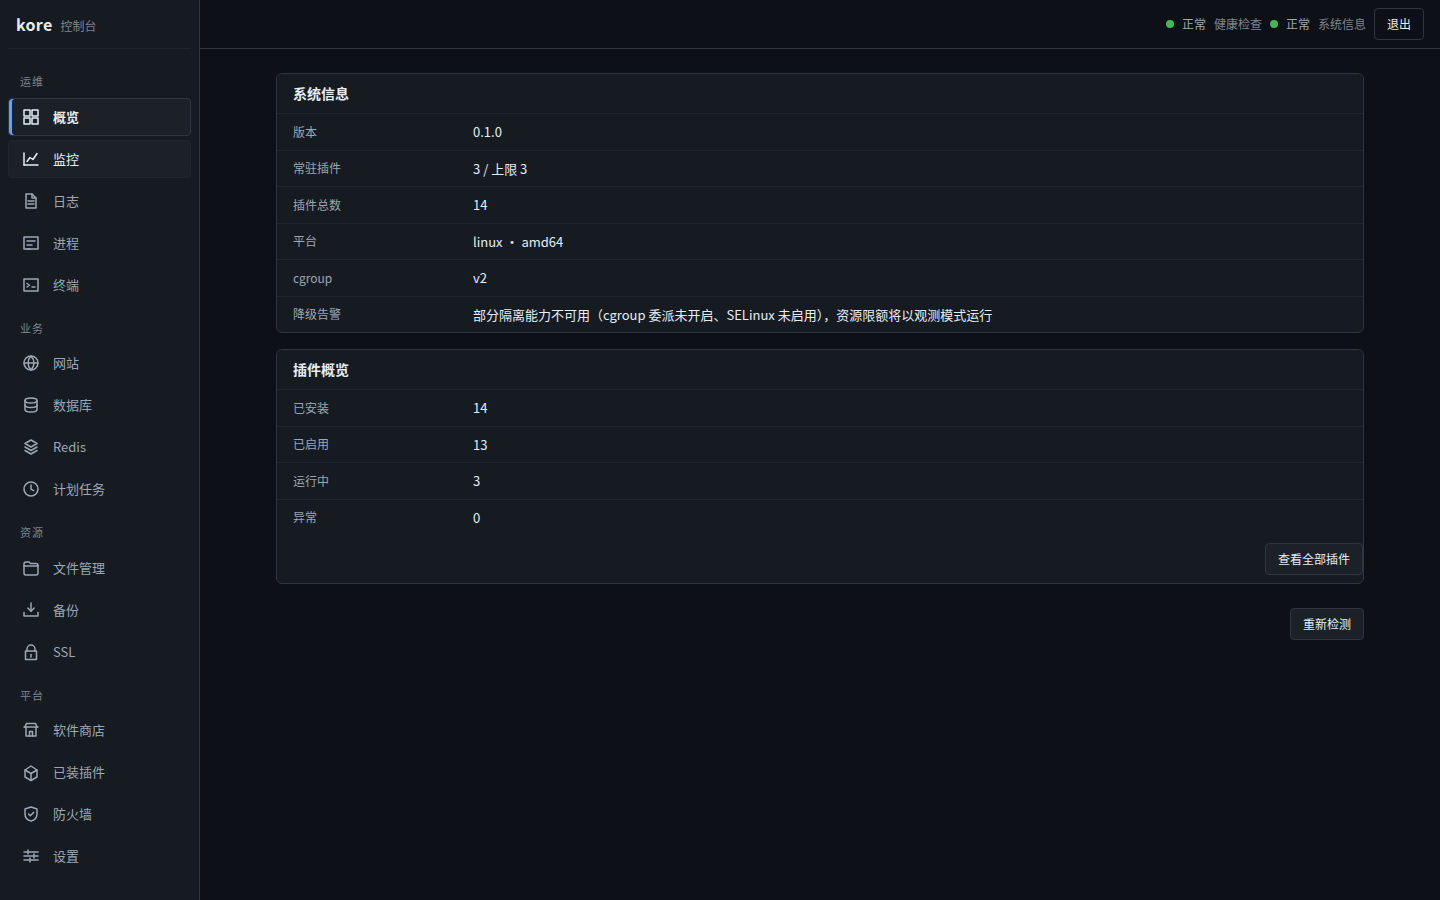 kore 控制台
正常 健康检查 正常 系统信息 退出
运维
概览
监控
日志
进程
终端
业务
网站
数据库
Redis
计划任务
资源
文件管理
备份
SSL
平台
软件商店
已装插件
防火墙
设置
系统信息
版本 0.1.0
常驻插件 3 / 上限 3
插件总数 14
平台 linux · amd64
cgroup v2
降级告警 部分隔离能力不可用（cgroup 委派未开启、SELinux 未启用），资源限额将以观测模式运行
插件概览
已安装 14
已启用 13
运行中 3
异常 0
查看全部插件
重新检测